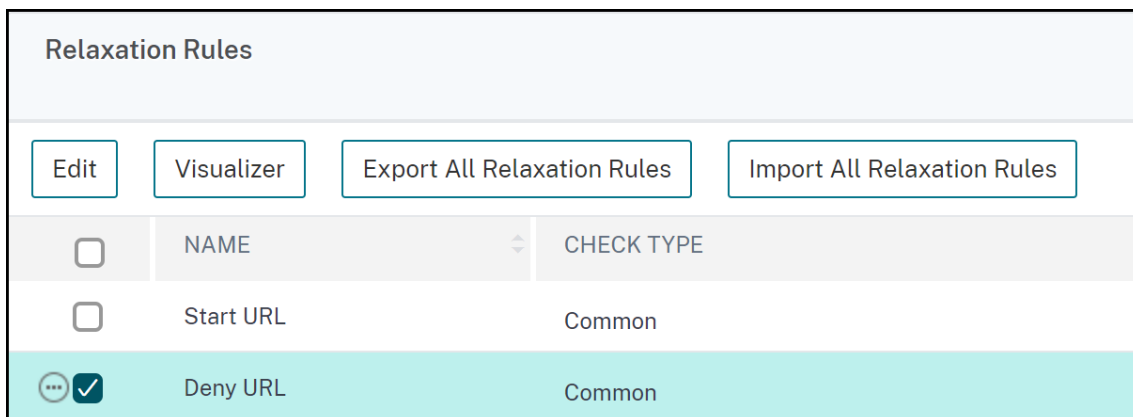 Relaxation Rules
Edit Visualizer Export All Relaxation Rules Import All Relaxation Rules
NAME CHECK TYPE
Start URL Common
Deny URL Common